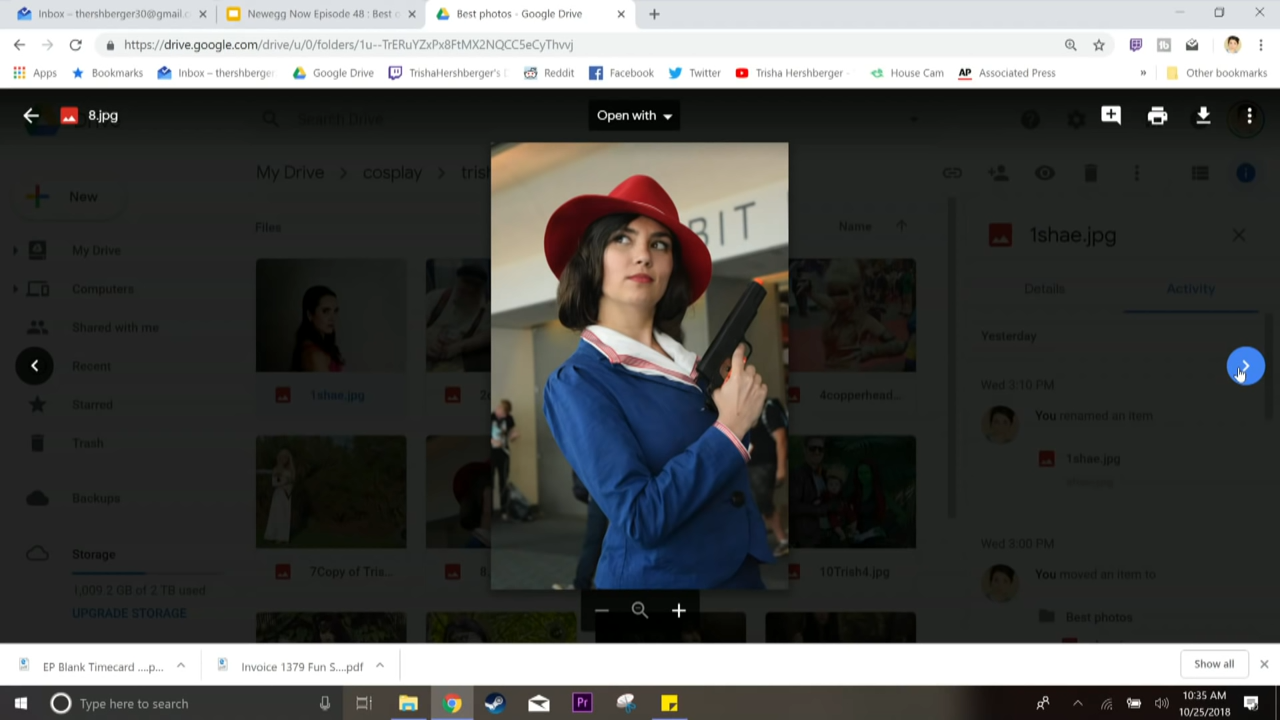 Inbox – thershberger30@gmail.c
Newegg Now Episode 48 : Best c
Best photos - Google Drive
https://drive.google.com/drive/u/0/folders/1u--TrERuYZxPx8FtMX2NQCC5eCyThvvj
Apps
Bookmarks
Inbox – thershberger
Google Drive
TrishaHershberger's D
Reddit
Facebook
Twitter
Trisha Hershberger -
House Cam
AP
Associated Press
»
Other bookmarks
8.jpg
Open with
Search Drive
My Drive > cosplay > trish
New
Files
Name
My Drive
Computers
Shared with me
Recent
Starred
Trash
Backups
Storage
1,009.2 GB of 2 TB used
UPGRADE STORAGE
1shae.jpg
4copperhead...
7Copy of Tris...
8.
10Trish4.jpg
BIT
1shae.jpg
Details
Activity
Yesterday
Wed 3:10 PM
You renamed an item
1shae.jpg
Wed 3:00 PM
You moved an item to
Best photos
EP Blank Timecard ....p...
Invoice 1379 Fun S....pdf
Show all
Type here to search
Pr
10:35 AM
10/25/2018